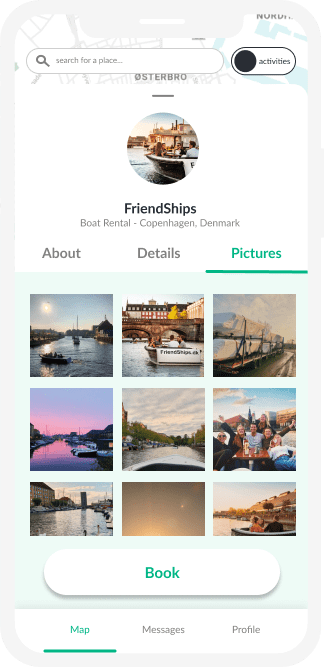 search for a place...
activities
ØSTERBRO
FriendShips
Boat Rental - Copenhagen, Denmark
About
Details
Pictures
FriendShips.dk
Book
Map
Messages
Profile